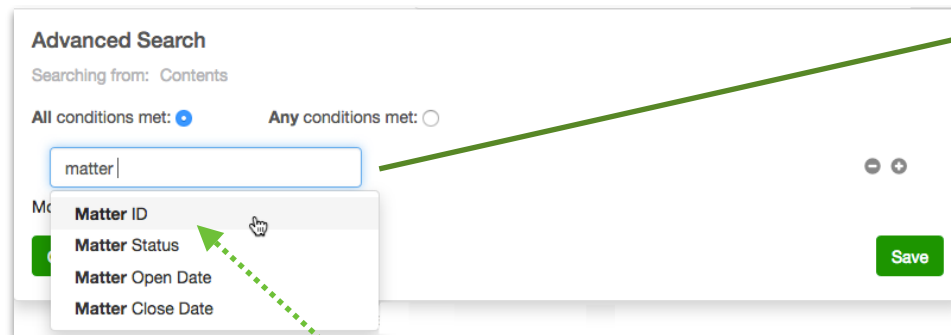 Advanced Search
Searching from: Contents
All conditions met: Any conditions met:
matter
Matter ID
Matter Status
Matter Open Date
Matter Close Date
Save